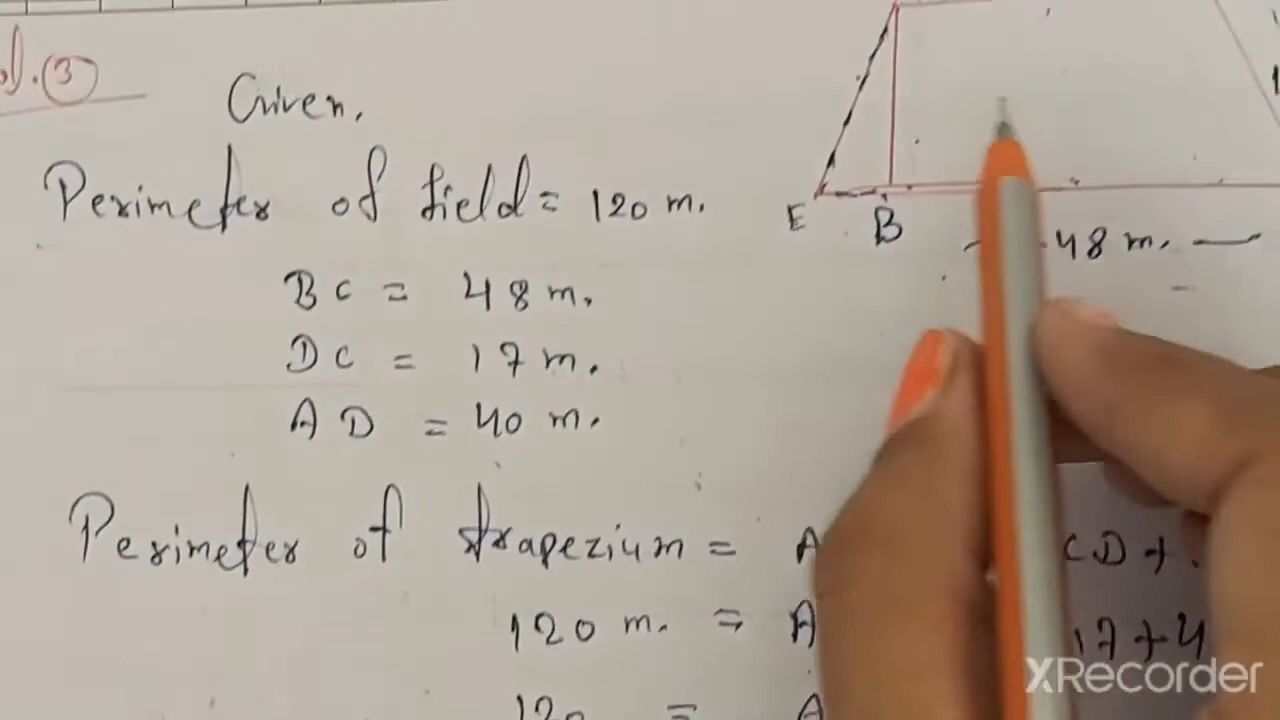 (3)
Given,
Perimeter of field = 120 m.
E B 48 m.
BC = 48 m.
DC = 17 m.
AD = 40 m.
Perimeter of trapezium = A CD +
120 m. = A 17 + 4
120 = A
XRecorder